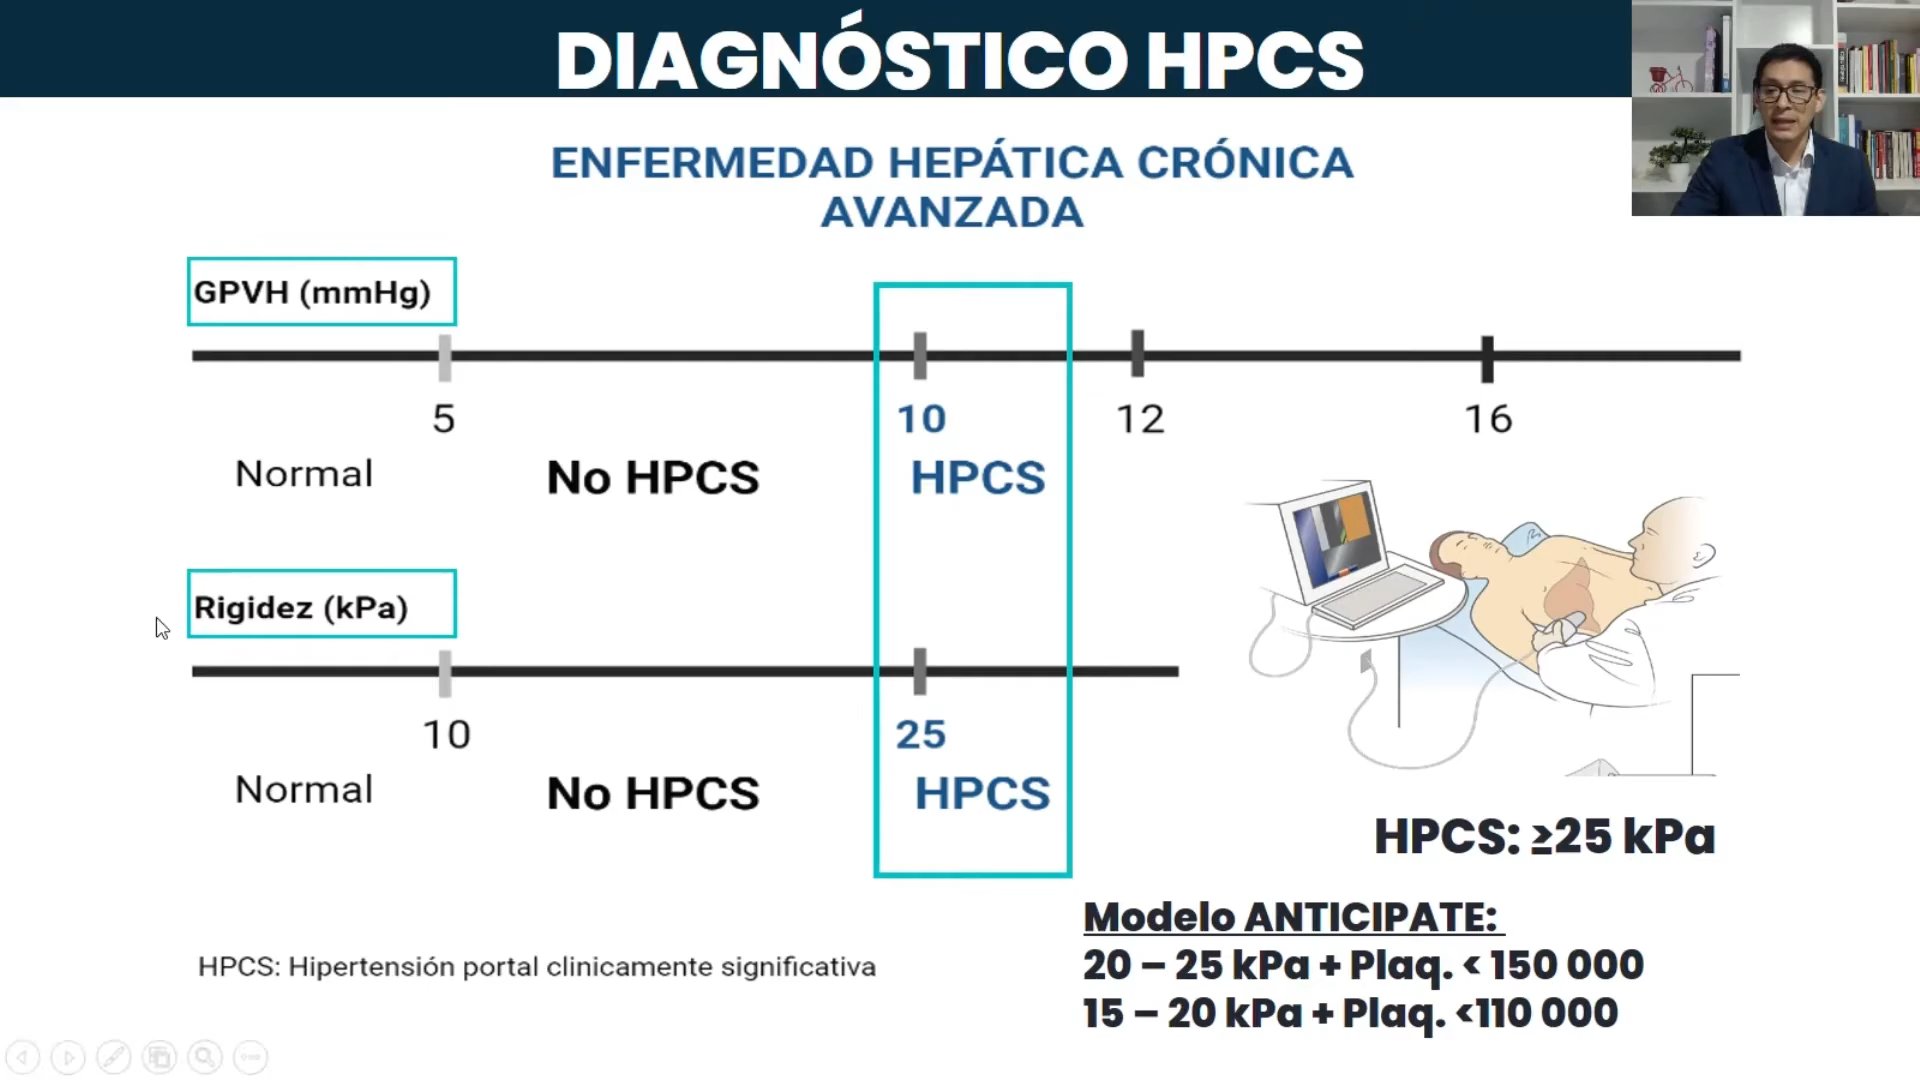 DIAGNÓSTICO HPCS
ENFERMEDAD HEPÁTICA CRÓNICA
AVANZADA
GPVH (mmHg)
5
10
12
16
Normal
No HPCS
HPCS
Rigidez (kPa)
10
25
Normal
No HPCS
HPCS
HPCS: ≥25 kPa
Modelo ANTICIPATE:
20 – 25 kPa + Plaq. < 150 000
15 – 20 kPa + Plaq. <110 000
HPCS: Hipertensión portal clinicamente significativa